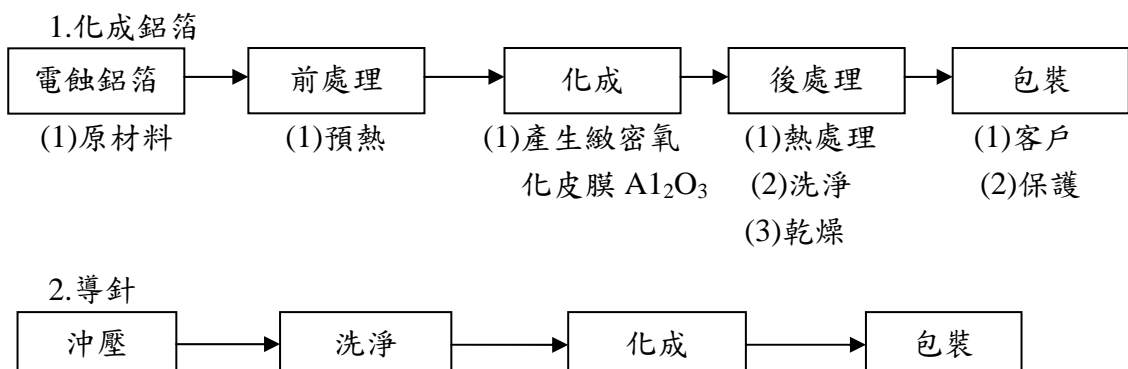 1.化成鋁箔
電蝕鋁箔 前處理 化成 後處理 包裝
(1)原材料 (1)預熱 (1)產生緻密氧 (1)熱處理 (1)客戶
化皮膜 A1₂O₃ (2)洗淨 (2)保護
(3)乾燥
2.導針
沖壓 洗淨 化成 包裝